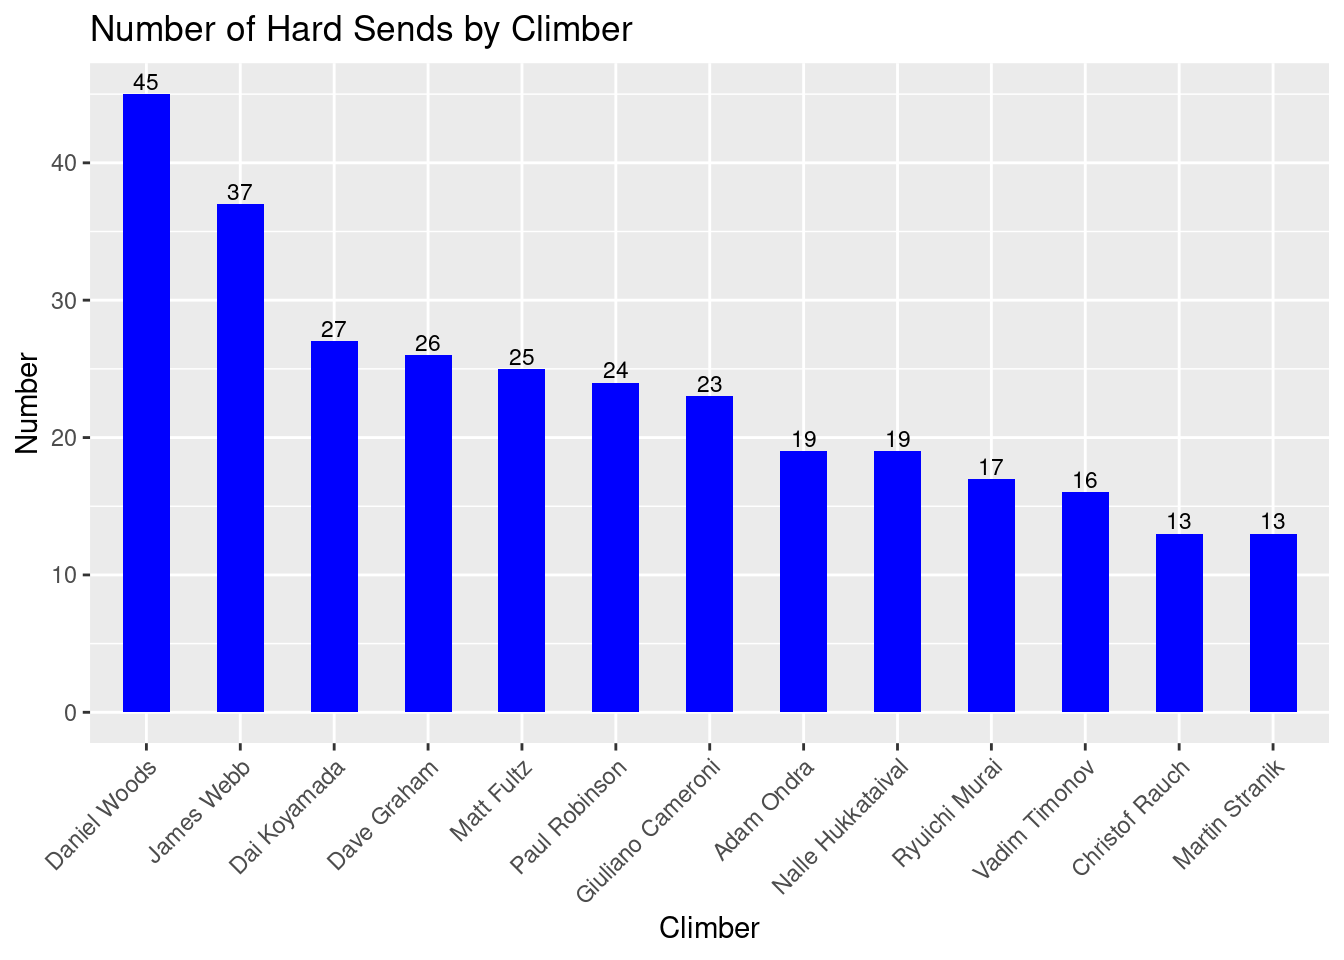 Number of Hard Sends by Climber
45
37
27
26
25
24
23
19
19
17
16
13
13
40
30
20
10
0
Number
Daniel Woods
James Webb
Dai Koyamada
Dave Graham
Matt Fultz
Paul Robinson
Giuliano Cameroni
Adam Ondra
Nalle Hukkataival
Ryuichi Murai
Vadim Timonov
Christof Rauch
Martin Stranik
Climber